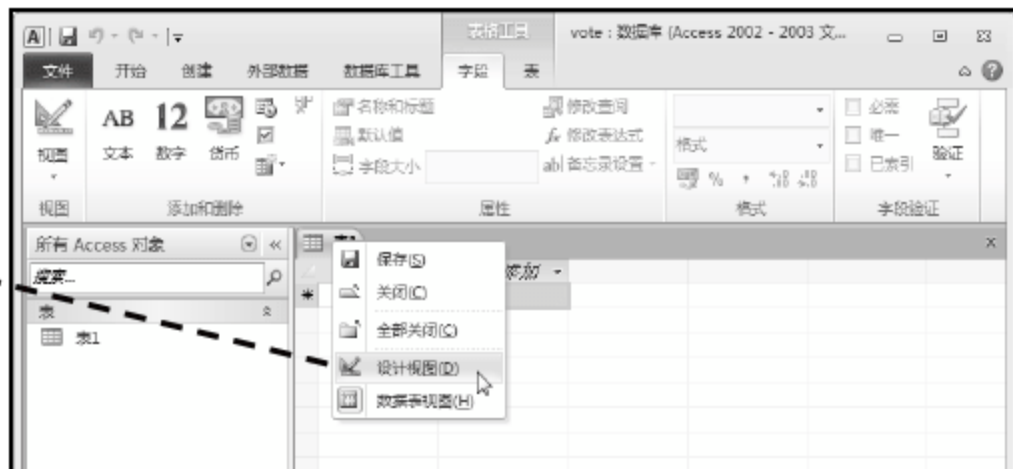 表格工具
vote : 数据库 (Access 2002 - 2003 文...
文件 开始 创建 外部数据 数据库工具 字段 表
AB 12 名称和标题 修改查阅 必需
默认值 fx 修改表达式 格式 唯一
视图 文本 数字 货币 字段大小 ab| 备忘录设置 % , 已索引 验证
视图 添加和删除 属性 格式 字段验证
所有 Access 对象 «
搜索...
表
表1
保存(S)
关闭(C)
全部关闭(C)
设计视图(D)
数据表视图(H)
添加